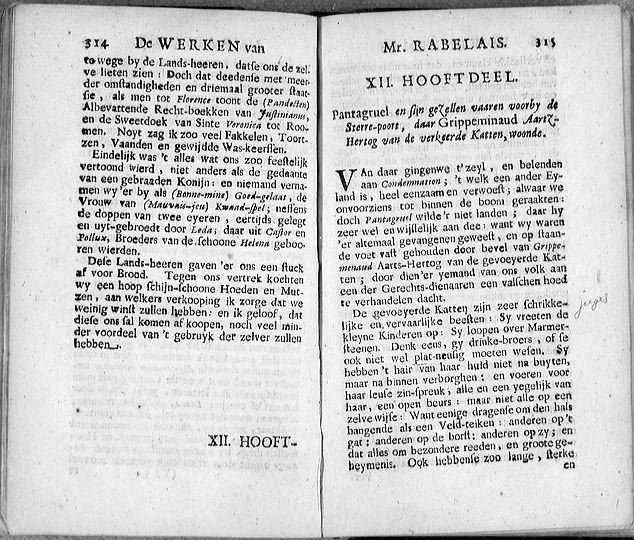 314 De WERKEN van
to wege by de Lands-heeren, datse ons de zel-
ve lieten zien: Doch dat deedense met 'meer-
der omstandigheden en driemaal grooter staat-
sie, als men tot Florence toont de (Pandecten)
Albevattende Recht-boekken van Justinianus,
en de Sweetdoek van Sinte Veronica tot Roo-
men. Noyt zag ik zoo veel Fakkelen, Toort-
zen, Vaanden en gewijdde Was-keerssen.
Eindelijk was 't alles wat ons zoo feestelijk
vertoond wierd, niet anders als de gedaante
van een gebraaden Konijn: en niemand verna-
men wy'er by als (Bonne-mine) Goed-gelaat, de
Vrouw van (Mauvais-jeu) Kwaad-spel; neffens
de doppen van twee eyeren, eertijds gelegt
en uyt-gebroedt door Leda; daar uit Castor en
Pollux, Broeders van de schoone Helena geboo-
ren wierden.
Dese Lands-heeren gaven 'er ons een stuck
af voor Brood. Tegen ons vertrek kochten
wy een hoop schijn-schoone Hoeden en Mut-
zen, aan welkers verkooping ik zorge dat we
weinig winst zullen hebben: en ik geloof, dat
diese ons sal komen af koopen, noch veel min-
der voordeel van 't gebruyk der zelver zullen
hebben.
XII. HOOFT-
Mr. RABELAIS. 315
XII. HOOFTDEEL.
Pantagruel en sijn gezellen vaaren voorby de
Sterre-poort, daar Grippeminaud Aartz-
Hertog van de verkeerde Katten, woonde.
VAn daar gingenwe t'zeyl, en belenden
aan Condemnation; 't welk een ander Ey-
land is, heel eenzaam en verwoest; alwaar we
onvoorziens tot binnen de boom geraakten:
doch Pantagruel wilde'r niet landen; daar hy
zeer wel en wijsselijk aan dee: want wy waren
'er altemaal gevangenen geweest, en op staan-
de voet vast gehouden door bevel van Grippe-
menaud Aarts-Hertog van de gevoeyerde Kat-
ten; door dien'er yemand van ons volk aan
een der Gerechts-dienaaren een valschen hoed
te verhandelen dacht.
De gevoeyerde Katten zijn zeer schrikke-
lijke en vervaarlijke beesten: Sy vreeten de
kleyne Kinderen op: Sy loopen over Marmer-
steenen. Denk eens, gy drinke-broers, of se
ook niet wel plat-neusig moeten wesen. Sy
hebben 't hair van haar huid niet na buyten,
maar na binnen verborghen: en voeren voor
haar leuse zin-spreuk, alle en een yegelijk van
haar, een open beurs: maar niet alle op een
zelve wijse: Want eenige dragense om den hals
hangende als een Veld-teiken: anderen op't
gat: anderen op de borst: anderen op zy; en
dat alles om bezondere reeden, en groote ge-
heymenis. Ook hebbense zoo lange, sterke
en